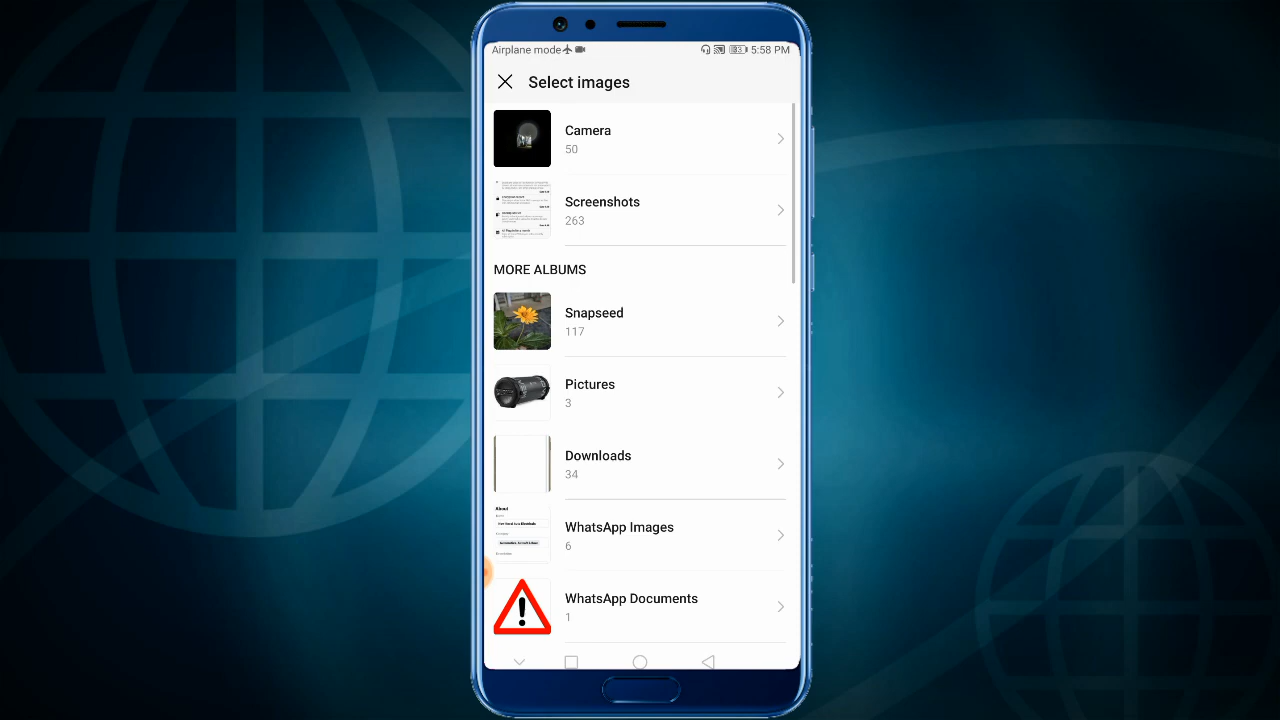 Airplane mode 5:58 PM
Select images
Camera
50
Screenshots
263
MORE ALBUMS
Snapseed
117
Pictures
3
Downloads
34
About
WhatsApp Images
6
WhatsApp Documents
1